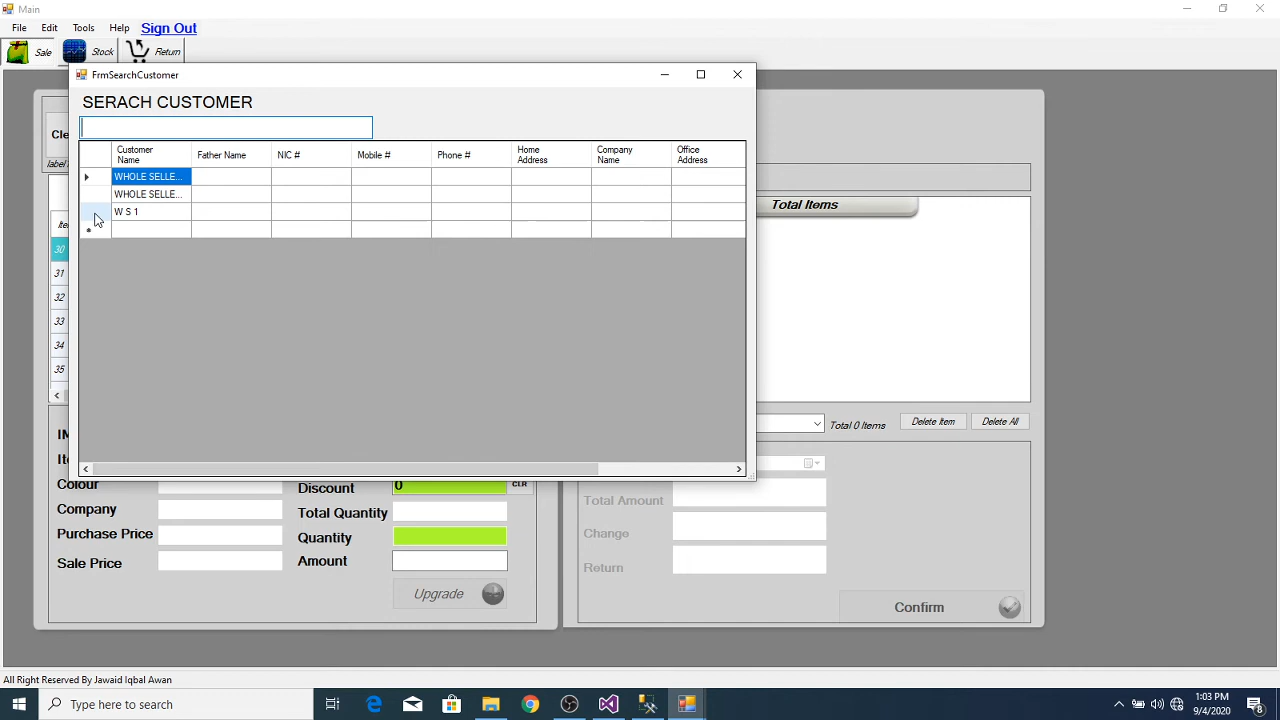 Main
File Edit Tools Help Sign Out
Sale Stock Return
FrmSearchCustomer
SERACH CUSTOMER
Customer Name Father Name NIC # Mobile # Phone # Home Address Company Name Office Address
WHOLE SELLE...
WHOLE SELLE...
W S 1
Total Items
30
31
32
33
34
35
Total 0 Items Delete Item Delete All
Colour Discount 0 CLR
Company Total Quantity
Purchase Price Quantity
Sale Price Amount
Upgrade
Total Amount
Change
Return
Confirm
All Right Reserved By Jawaid Iqbal Awan
Type here to search
1:03 PM
9/4/2020
8